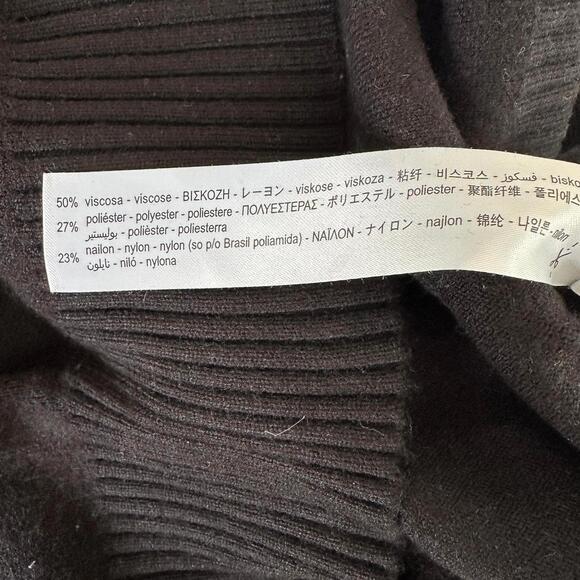 50% viscosa - viscose - ΒΙΣΚΟΖΗ - レーヨン - viskose - viskoza - 粘纤 - 비스코스 - فسكوز - bisko
27% poliéster - polyester - poliestere - ΠΟΛΥΕΣΤΕΡΑΣ - ポリエステル - poliester - 聚酯纤维 - 폴리에스
بوليستير - polièster - poliesterra
23% nailon - nylon - nylon (so p/o Brasil poliamida) - ΝΑΪΛΟΝ - ナイロン - najlon - 锦纶 - 나일론
نايلون - niló - nylona